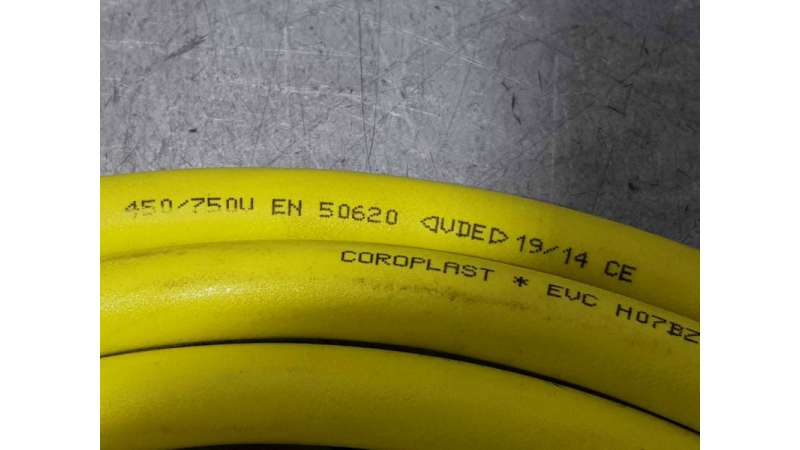 450/750V EN 50620 ◁VDE▷ 19/14 CE
COROPLAST * EVC H07BZ